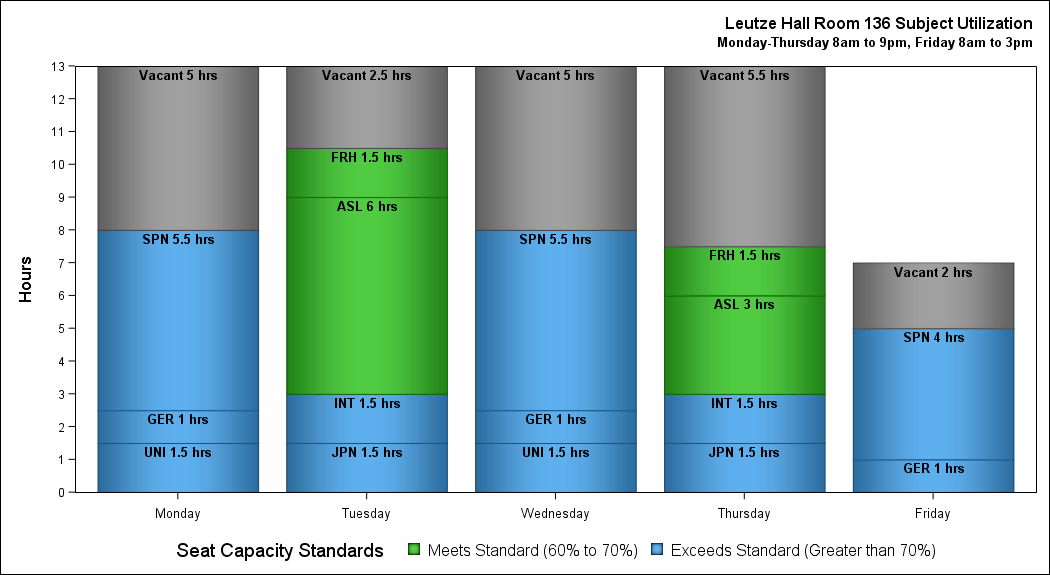 Leutze Hall Room 136 Subject Utilization
Monday-Thursday 8am to 9pm, Friday 8am to 3pm
Hours
13
12
11
10
9
8
7
6
5
4
3
2
1
0
Vacant 5 hrs
SPN 5.5 hrs
GER 1 hrs
UNI 1.5 hrs
Vacant 2.5 hrs
FRH 1.5 hrs
ASL 6 hrs
INT 1.5 hrs
JPN 1.5 hrs
Vacant 5 hrs
SPN 5.5 hrs
GER 1 hrs
UNI 1.5 hrs
Vacant 5.5 hrs
FRH 1.5 hrs
ASL 3 hrs
INT 1.5 hrs
JPN 1.5 hrs
Vacant 2 hrs
SPN 4 hrs
GER 1 hrs
Monday Tuesday Wednesday Thursday Friday
Seat Capacity Standards Meets Standard (60% to 70%) Exceeds Standard (Greater than 70%)